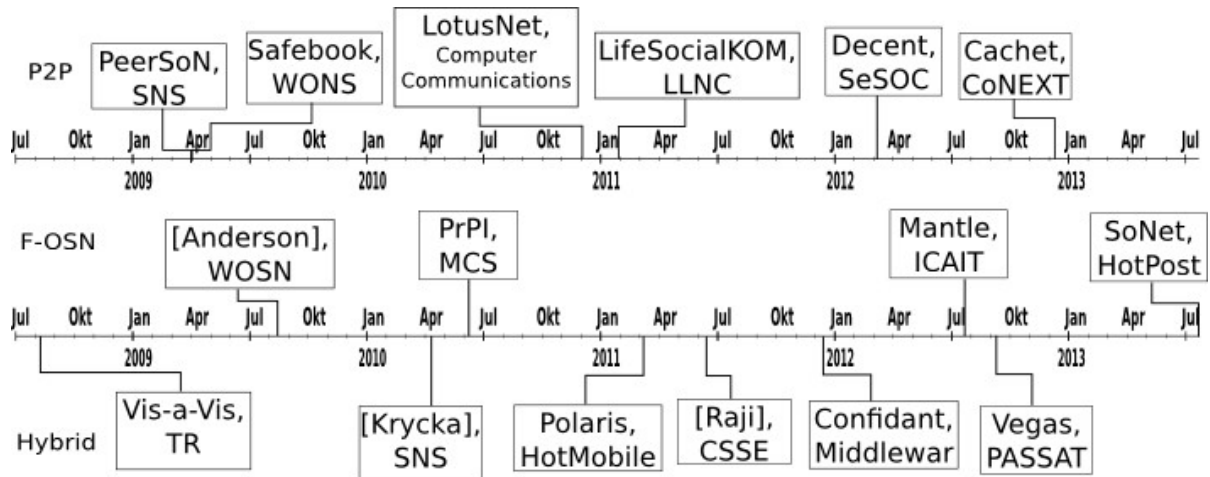 PeerSoN,
SNS
Safebook,
WONS
LotusNet,
Computer
Communications
LifeSocialKOM,
LLNC
Decent,
SeSOC
Cachet,
CoNEXT
P2P
Jul Okt Jan Apr Jul Okt Jan Apr Jul Okt Jan Apr Jul Okt Jan Apr Jul Okt Jan Apr Jul
2009 2010 2011 2012 2013
F-OSN
[Anderson],
WOSN
PrPl,
MCS
Mantle,
ICAIT
SoNet,
HotPost
Jul Okt Jan Apr Jul Okt Jan Apr Jul Okt Jan Apr Jul Okt Jan Apr Jul Okt Jan Apr Jul
2009 2010 2011 2012 2013
Hybrid
Vis-a-Vis,
TR
[Krycka],
SNS
Polaris,
HotMobile
[Raji],
CSSE
Confidant,
Middlewar
Vegas,
PASSAT